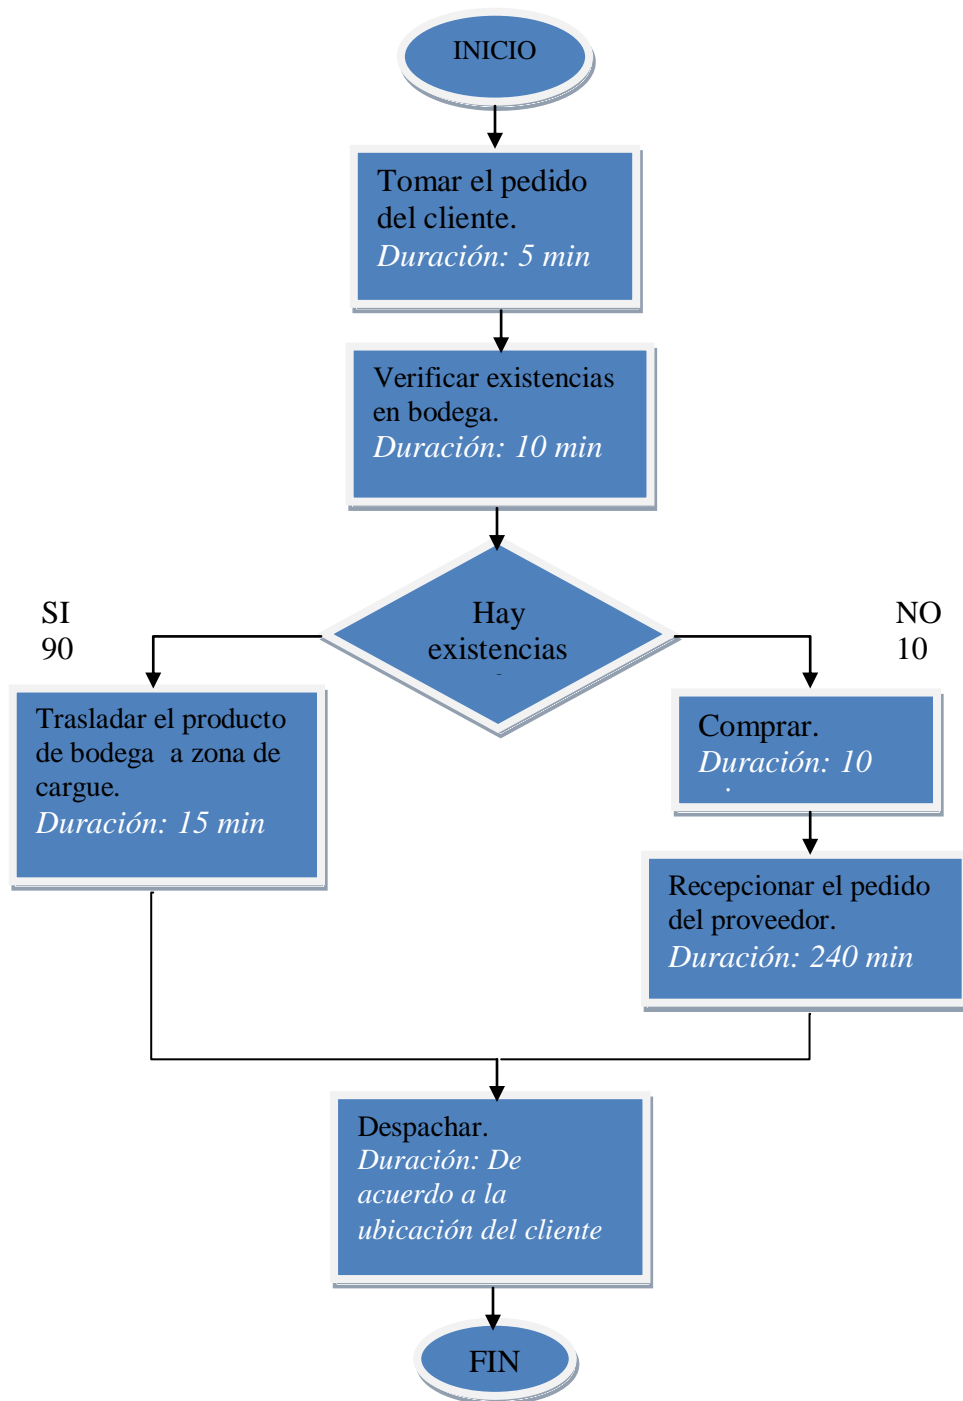 INICIO
Tomar el pedido
del cliente.
Duración: 5 min
Verificar existencias
en bodega.
Duración: 10 min
Hay
existencias
SI
90
NO
10
Trasladar el producto
de bodega a zona de
cargue.
Duración: 15 min
Comprar.
Duración: 10
Recepcionar el pedido
del proveedor.
Duración: 240 min
Despachar.
Duración: De
acuerdo a la
ubicación del cliente
FIN